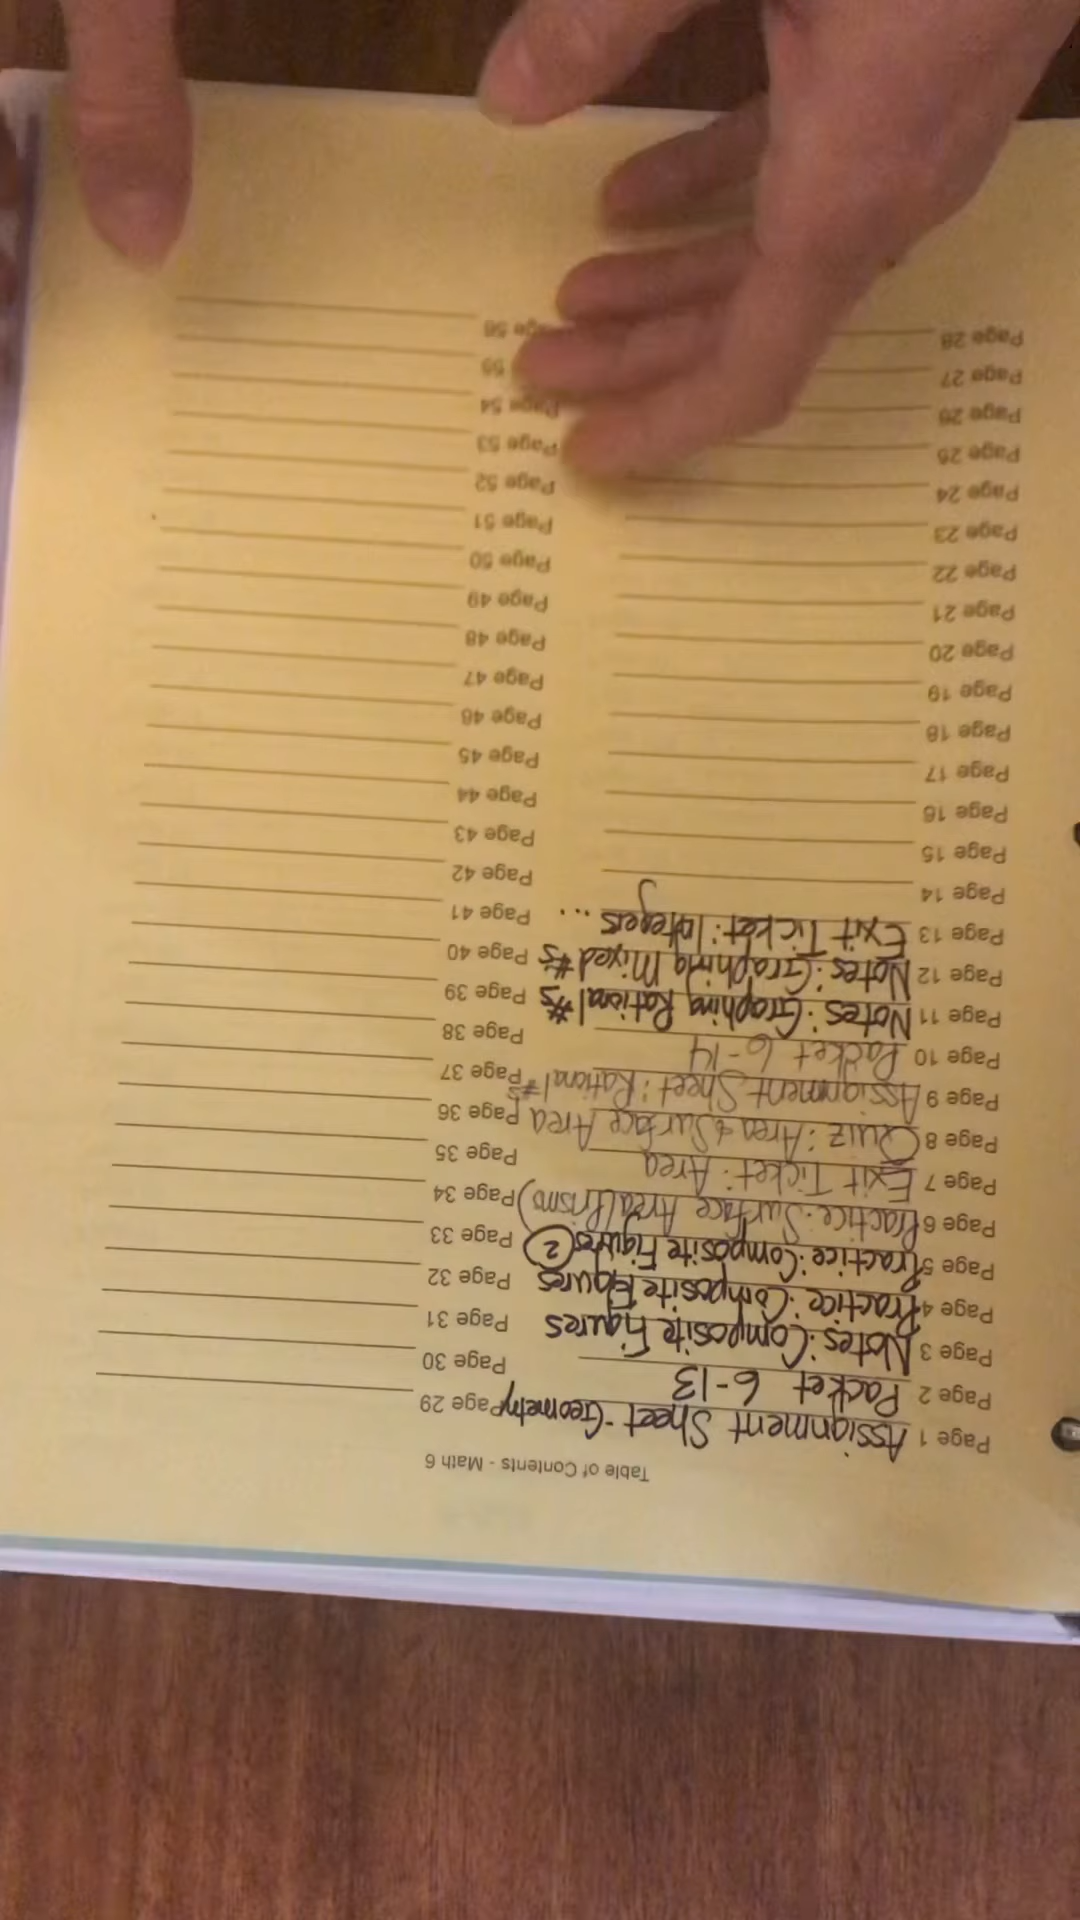 Table of Contents - Math 6
Page 1 Assignment Sheet - Geometry
Page 2 Packet 6-13
Page 3 Notes: Composite Figures
Page 4 Practice: Composite Figures
Page 5 Practice: Composite Figures 2
Page 6 Practice: Surface Area (Prisms)
Page 7 Exit Ticket: Area
Page 8 Quiz: Area & Surface Area
Page 9 Assignment Sheet: Rational #s
Page 10 Packet 6-14
Page 11 Notes: Graphing Rational #s
Page 12 Notes: Graphing Mixed #s
Page 13 Exit Ticket: Integers ...
Page 14
Page 15
Page 16
Page 17
Page 18
Page 19
Page 20
Page 21
Page 22
Page 23
Page 24
Page 25
Page 26
Page 27
Page 28
Page 29
Page 30
Page 31
Page 32
Page 33
Page 34
Page 35
Page 36
Page 37
Page 38
Page 39
Page 40
Page 41
Page 42
Page 43
Page 44
Page 45
Page 46
Page 47
Page 48
Page 49
Page 50
Page 51
Page 52
Page 53
Page 54
55
Page 56